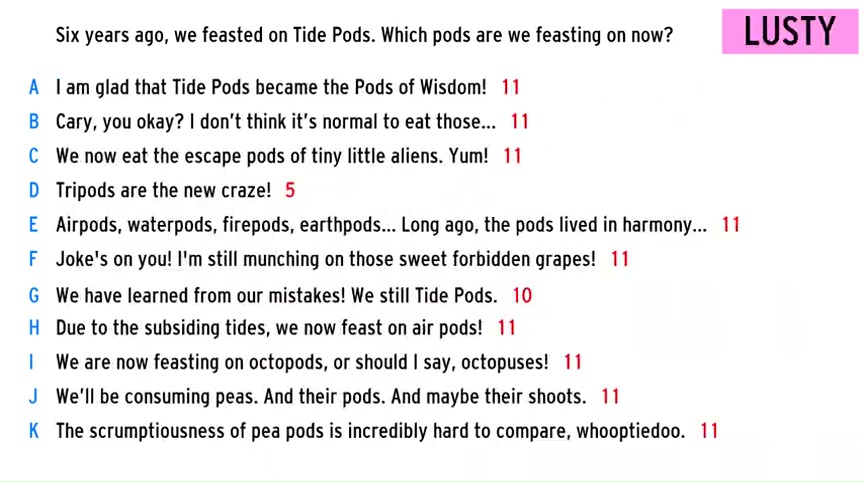 Six years ago, we feasted on Tide Pods. Which pods are we feasting on now?
LUSTY
A I am glad that Tide Pods became the Pods of Wisdom! 11
B Cary, you okay? I don't think it's normal to eat those... 11
C We now eat the escape pods of tiny little aliens. Yum! 11
D Tripods are the new craze! 5
E Airpods, waterpods, firepods, earthpods... Long ago, the pods lived in harmony... 11
F Joke's on you! I'm still munching on those sweet forbidden grapes! 11
G We have learned from our mistakes! We still Tide Pods. 10
H Due to the subsiding tides, we now feast on air pods! 11
I We are now feasting on octopods, or should I say, octopuses! 11
J We'll be consuming peas. And their pods. And maybe their shoots. 11
K The scrumptiousness of pea pods is incredibly hard to compare, whooptiedoo. 11